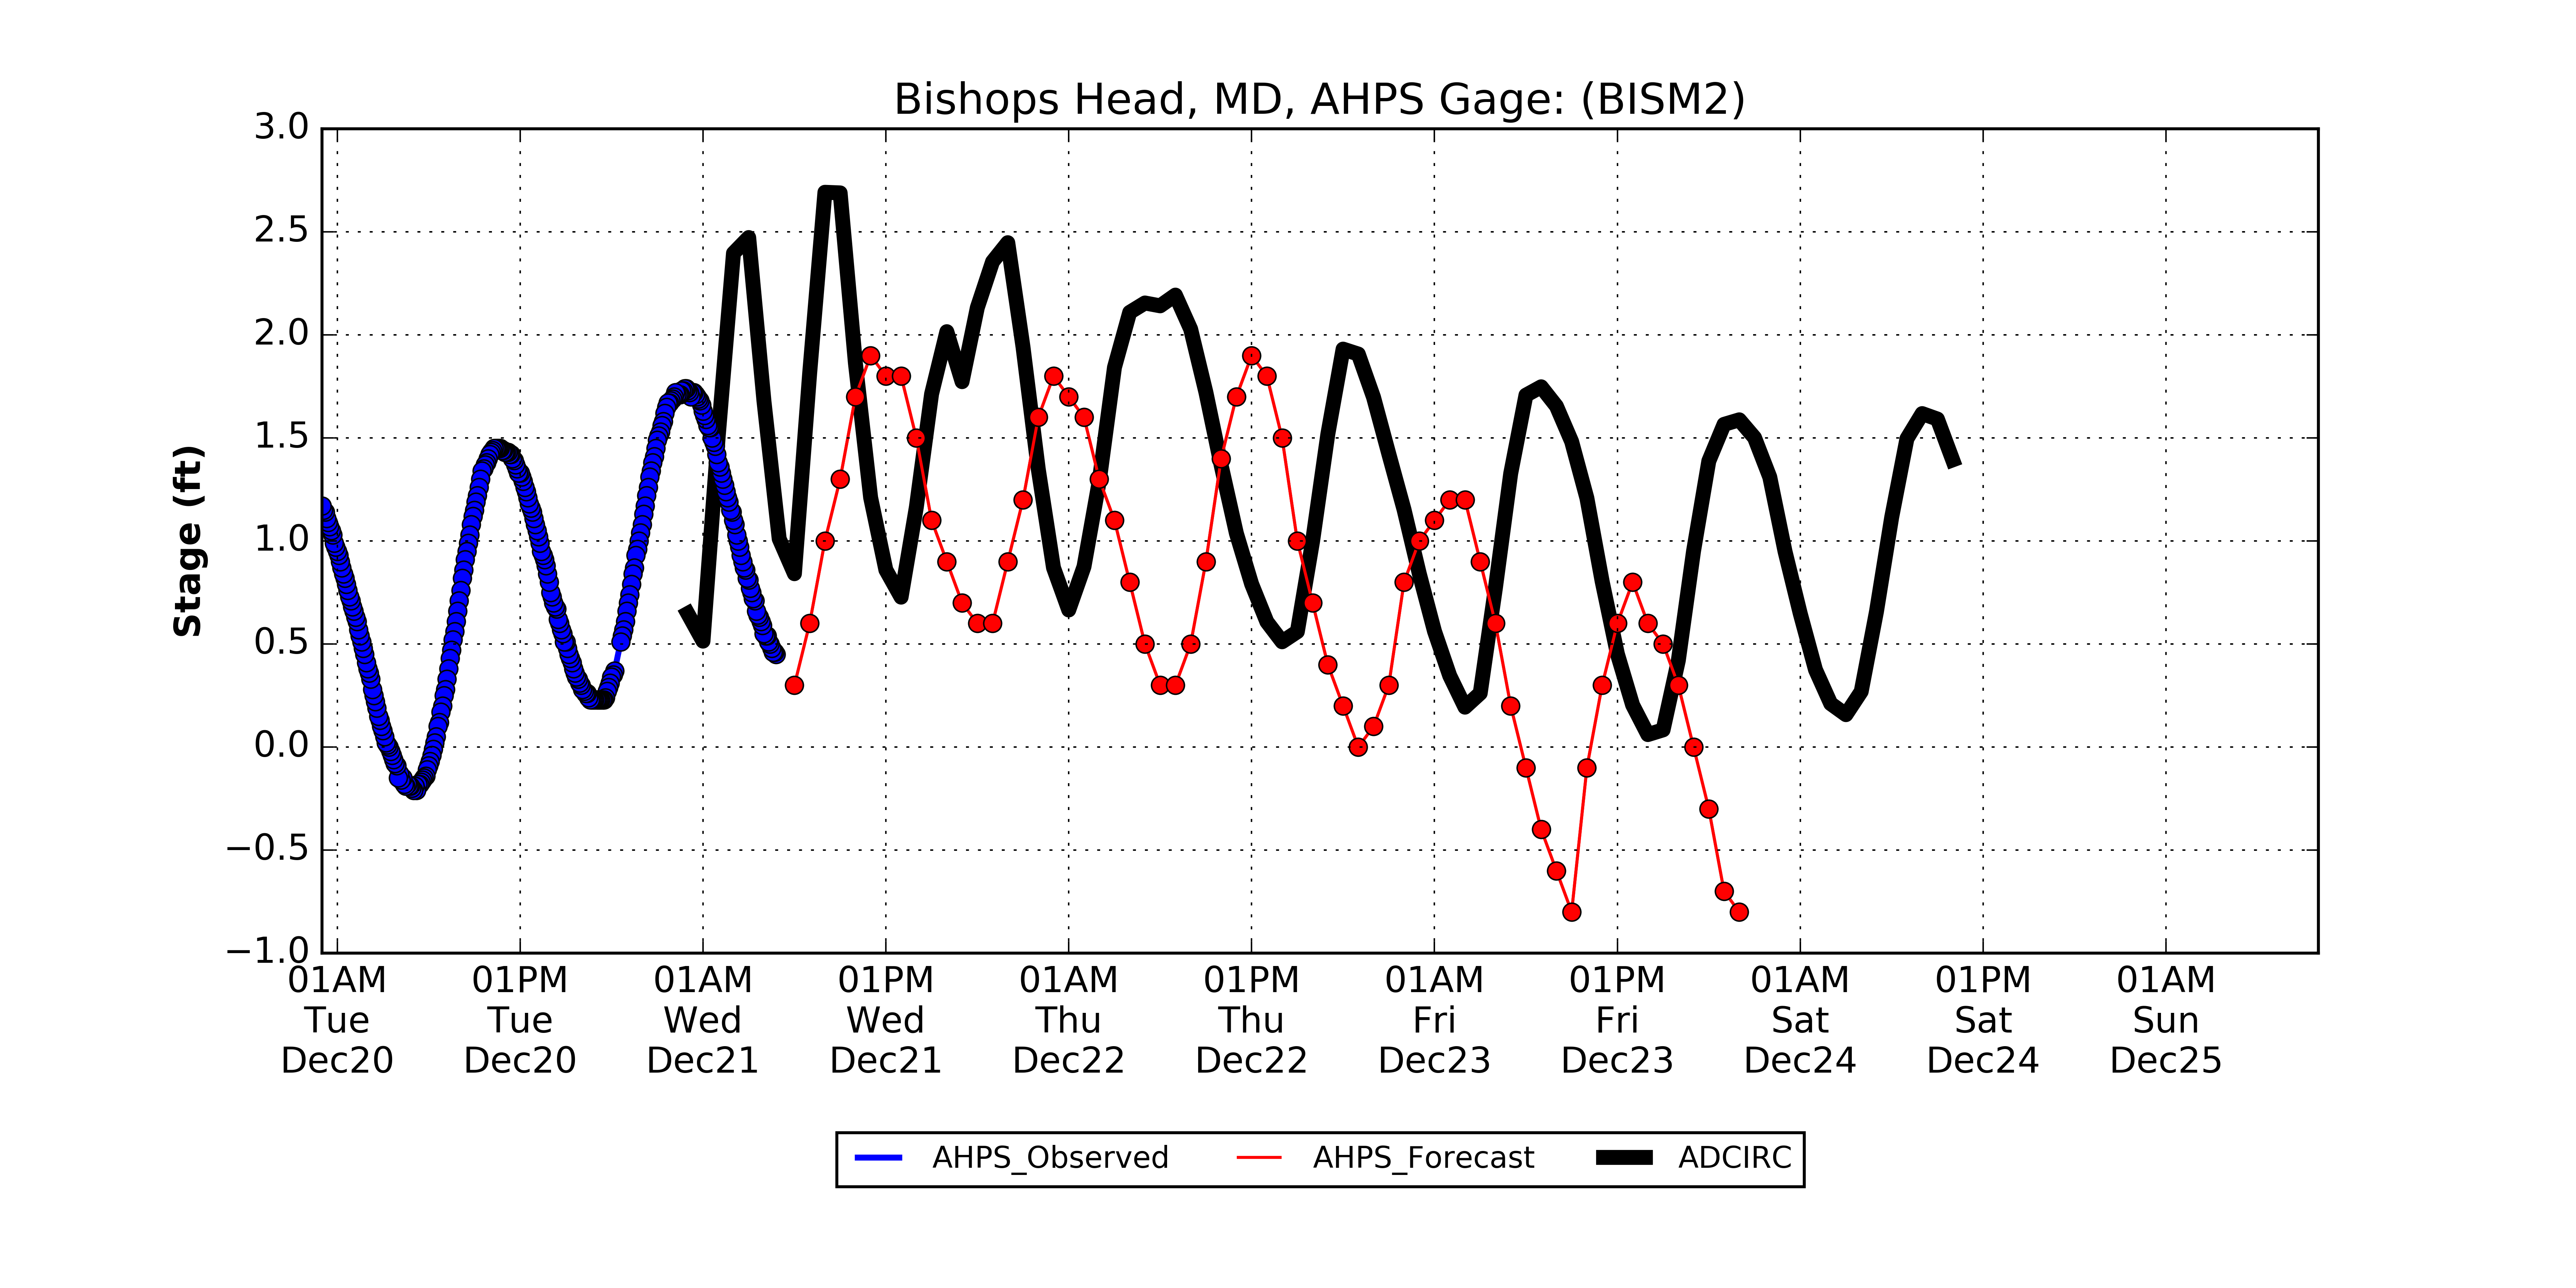 Bishops Head, MD, AHPS Gage: (BISM2)
Stage (ft)
3.0
2.5
2.0
1.5
1.0
0.5
0.0
−0.5
−1.0
01AM 01PM 01AM 01PM 01AM 01PM 01AM 01PM 01AM 01PM 01AM
Tue Tue Wed Wed Thu Thu Fri Fri Sat Sat Sun
Dec20 Dec20 Dec21 Dec21 Dec22 Dec22 Dec23 Dec23 Dec24 Dec24 Dec25
AHPS_Observed AHPS_Forecast ADCIRC